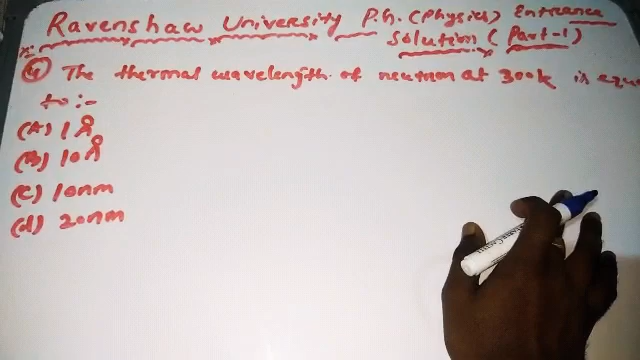 Ravenshaw University P.G. (Physics) Entrance
Solution (Part-1)
Q The thermal wavelength of neutron at 300K is equ
to :-
(A) 1 Å
(B) 10 Å
(C) 10nm
(d) 20nm